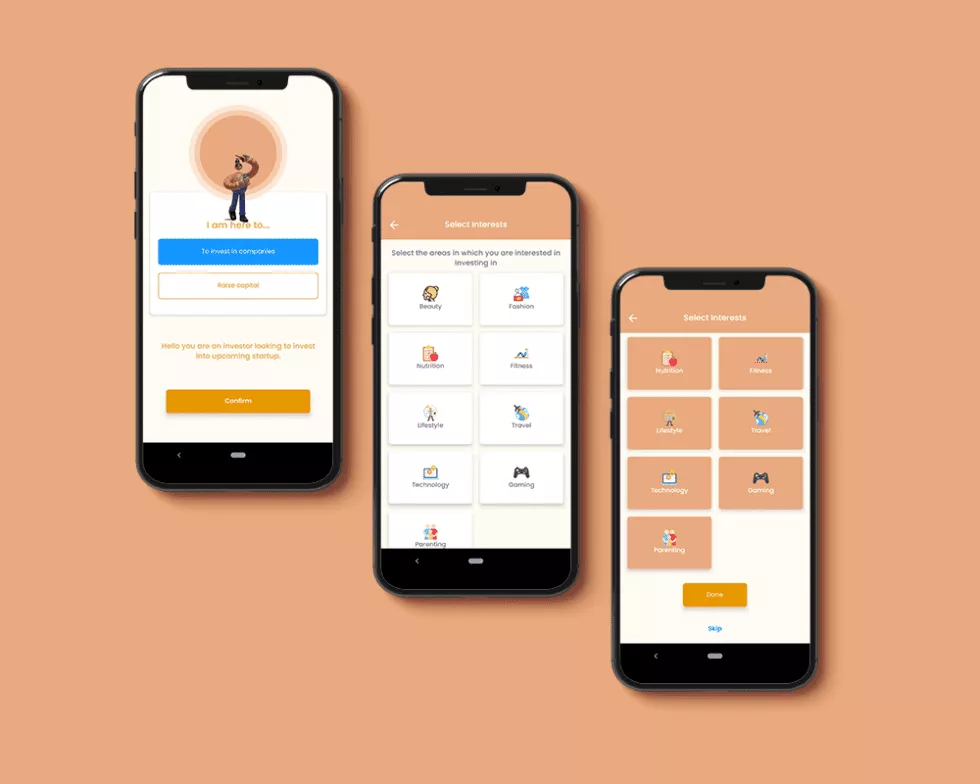 I am here to...
To invest in companies
Raise capital
Hello you are an investor looking to invest
into upcoming startup.
Confirm
Select Interests
Select the areas in which you are interested in
Investing in
Beauty
Fashion
Nutrition
Fitness
Lifestyle
Travel
Technology
Gaming
Parenting
Select Interests
Nutrition
Fitness
Lifestyle
Travel
Technology
Gaming
Parenting
Done
Skip